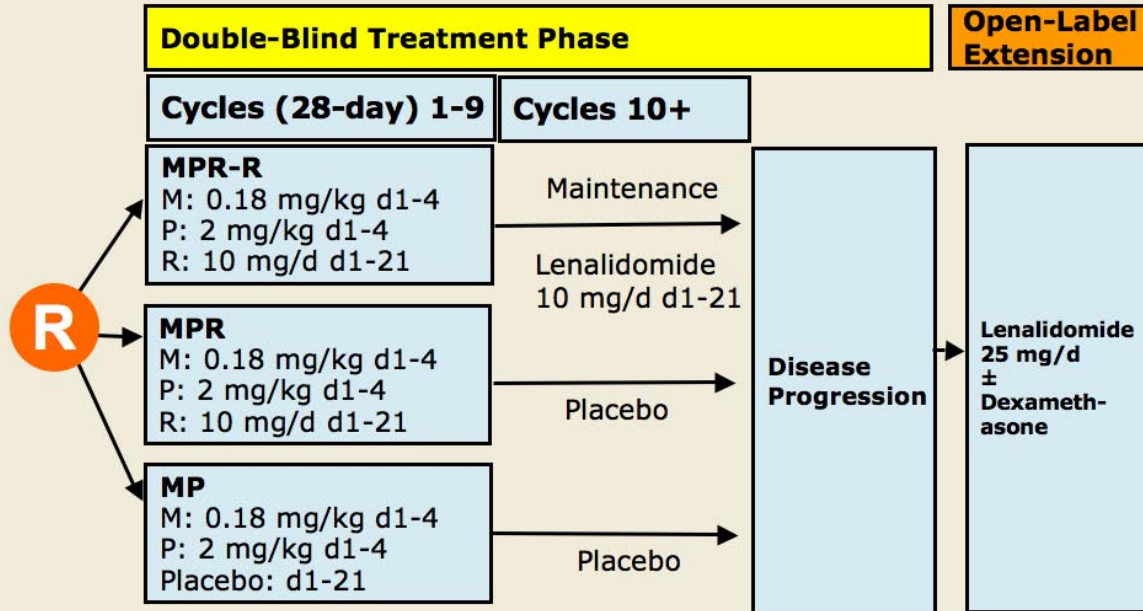 Double-Blind Treatment Phase
Open-Label
Extension
Cycles (28-day) 1-9
Cycles 10+
R
MPR-R
M: 0.18 mg/kg d1-4
P: 2 mg/kg d1-4
R: 10 mg/d d1-21
Maintenance
Lenalidomide
10 mg/d d1-21
MPR
M: 0.18 mg/kg d1-4
P: 2 mg/kg d1-4
R: 10 mg/d d1-21
Placebo
MP
M: 0.18 mg/kg d1-4
P: 2 mg/kg d1-4
Placebo: d1-21
Placebo
Disease
Progression
Lenalidomide
25 mg/d
±
Dexameth-
asone